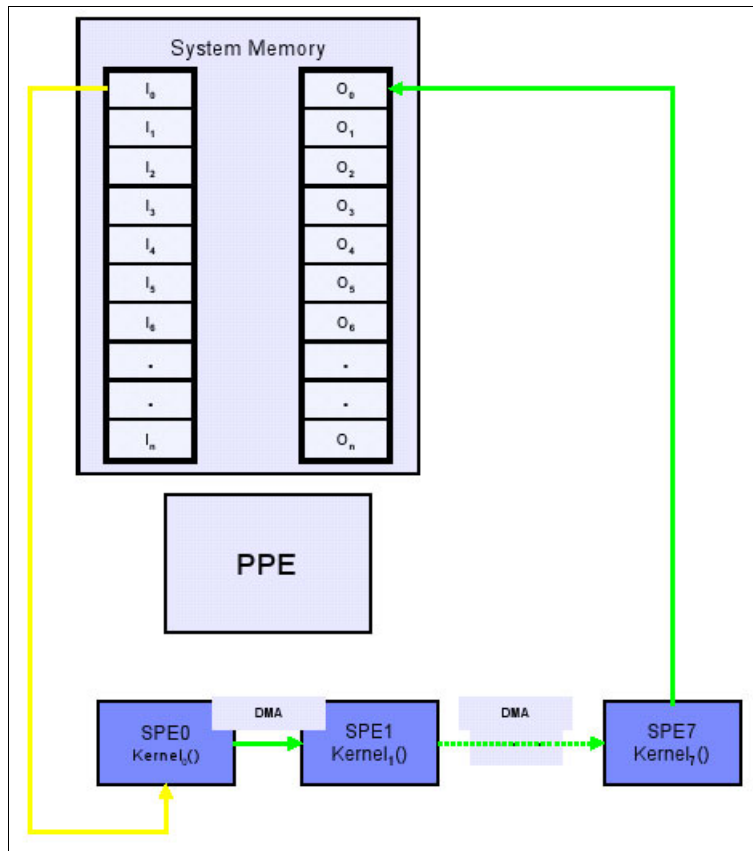 System Memory
I0 O0
I1 O1
I2 O2
I3 O3
I4 O4
I5 O5
I6 O6
. .
. .
In On
PPE
DMA DMA
SPE0 SPE1 SPE7
Kernel0() Kernel1() Kernel7()